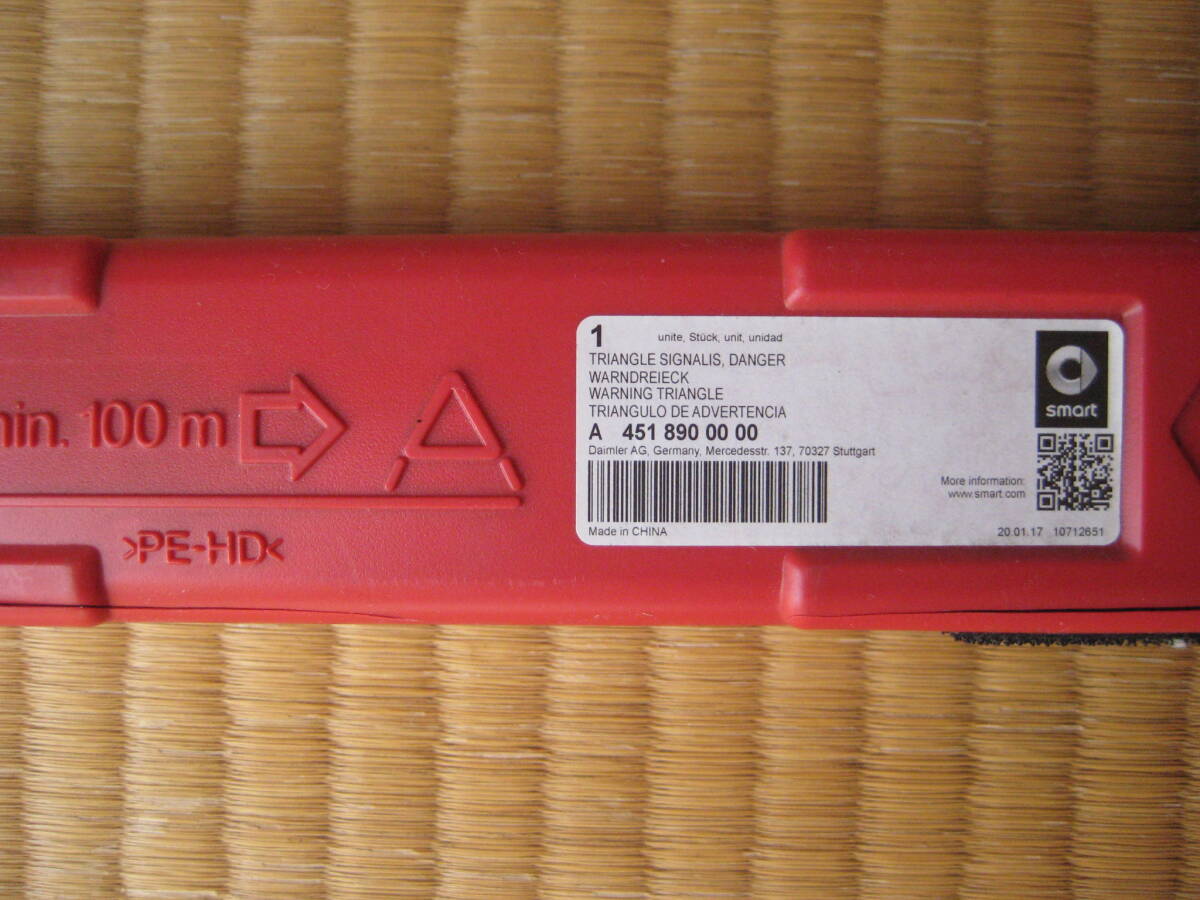 min. 100 m
>PE-HD<
1 unite, Stück, unit, unidad
TRIANGLE SIGNALIS, DANGER
WARNDREIECK
WARNING TRIANGLE
TRIANGULO DE ADVERTENCIA
A 451 890 00 00
Daimler AG, Germany, Mercedesstr. 137, 70327 Stuttgart
Made in CHINA
smart
More information:
www.smart.com
20.01.17 10712651